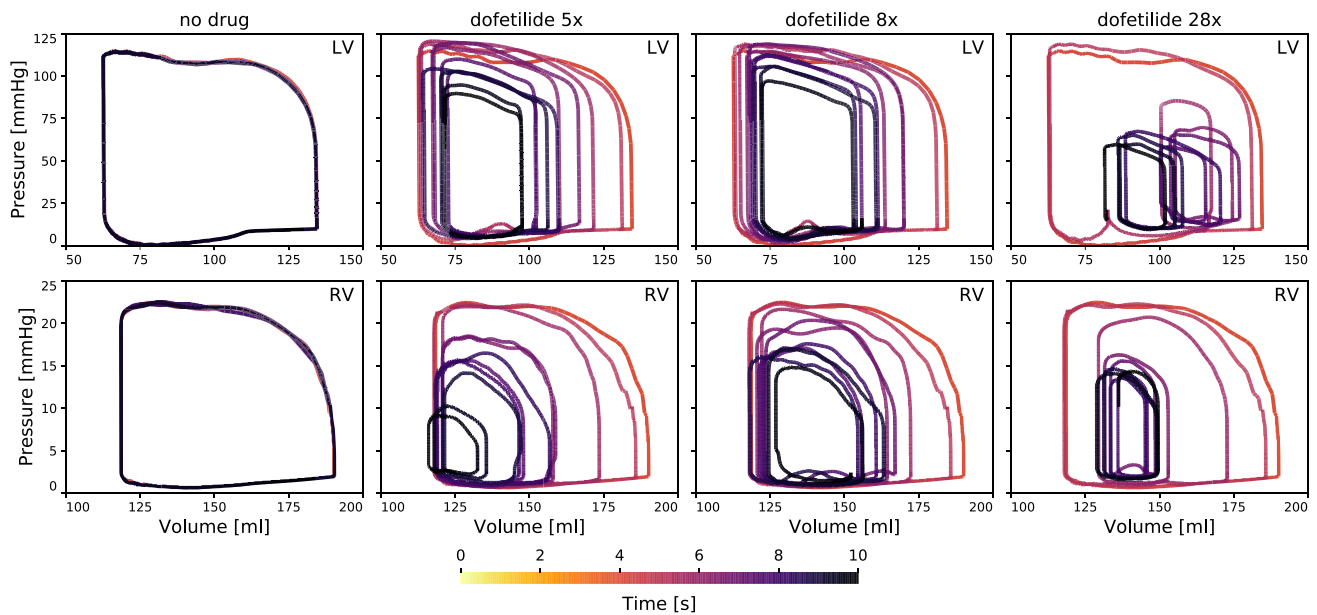 no drug
dofetilide 5x
dofetilide 8x
dofetilide 28x
Pressure [mmHg]
125
100
75
50
25
0
LV
LV
LV
LV
50 75 100 125 150
50 75 100 125 150
50 75 100 125 150
50 75 100 125 150
Pressure [mmHg]
25
20
15
10
5
0
RV
RV
RV
RV
100 125 150 175 200
100 125 150 175 200
100 125 150 175 200
100 125 150 175 200
Volume [ml]
Volume [ml]
Volume [ml]
Volume [ml]
0 2 4 6 8 10
Time [s]